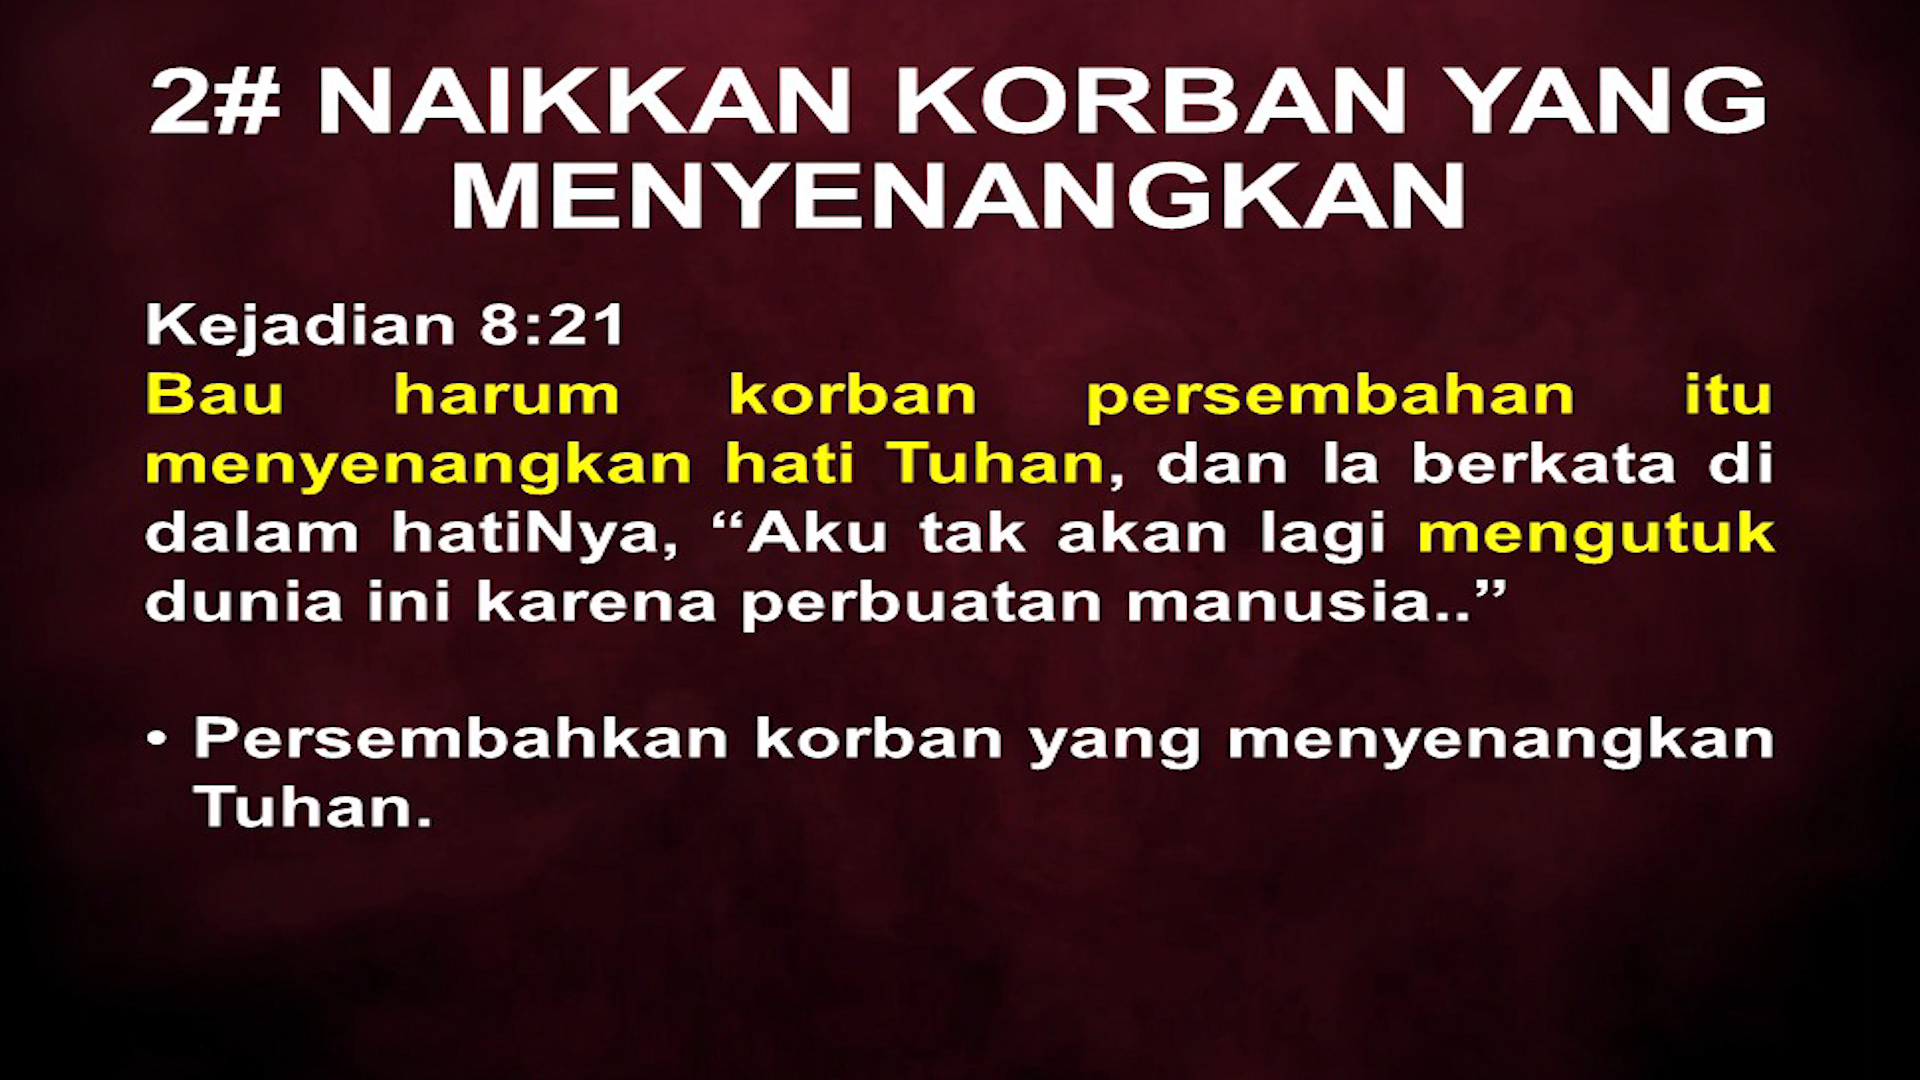 2# NAIKKAN KORBAN YANG
MENYENANGKAN
Kejadian 8:21
Bau harum korban persembahan itu
menyenangkan hati Tuhan, dan Ia berkata di
dalam hatiNya, “Aku tak akan lagi mengutuk
dunia ini karena perbuatan manusia..”
• Persembahkan korban yang menyenangkan
Tuhan.